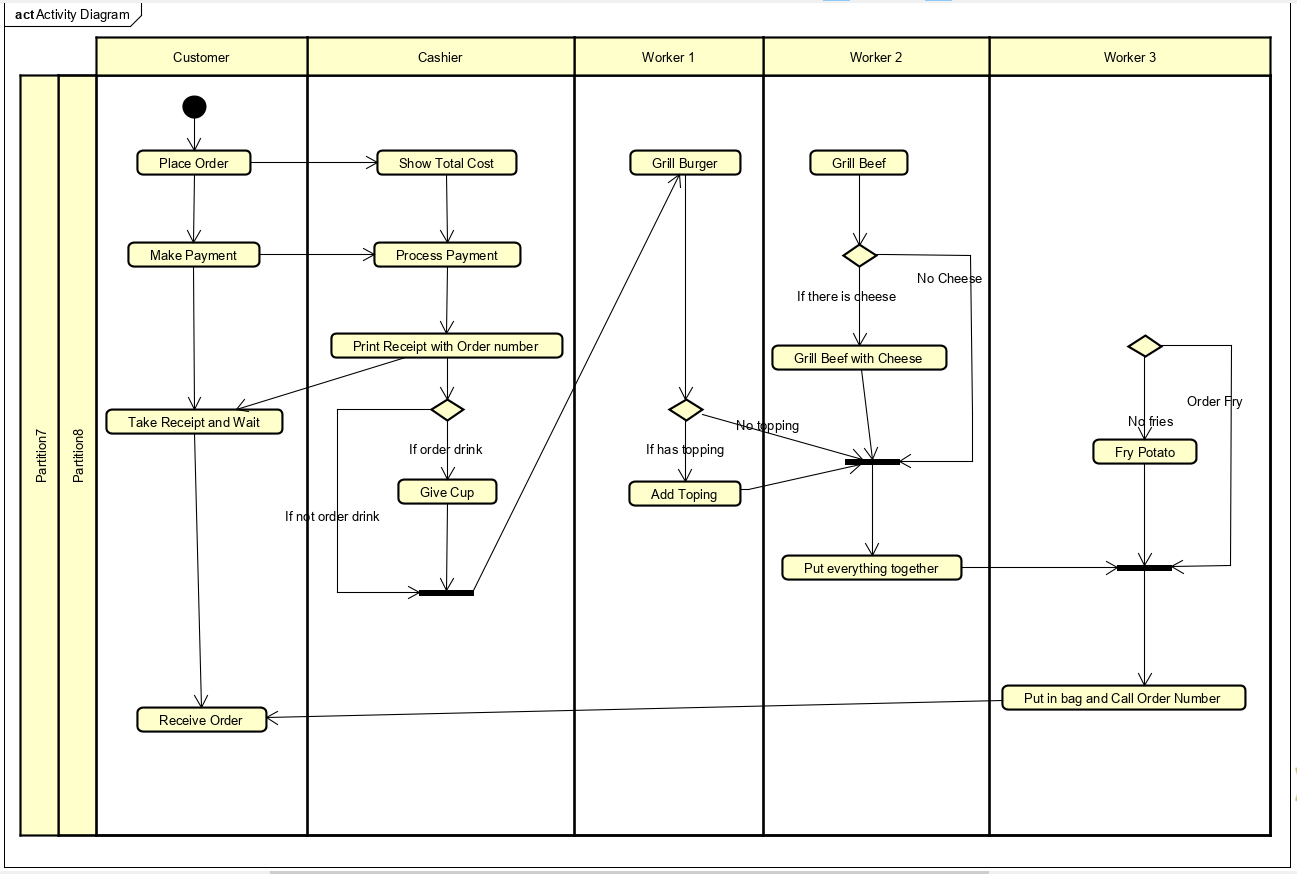 act Activity Diagram
Customer
Cashier
Worker 1
Worker 2
Worker 3
Partition7
Partition8
Place Order
Show Total Cost
Grill Burger
Grill Beef
Make Payment
Process Payment
No Cheese
If there is cheese
Print Receipt with Order number
Grill Beef with Cheese
Order Fry
Take Receipt and Wait
No topping
No fries
If order drink
If has topping
Fry Potato
Give Cup
Add Toping
If not order drink
Put everything together
Put in bag and Call Order Number
Receive Order